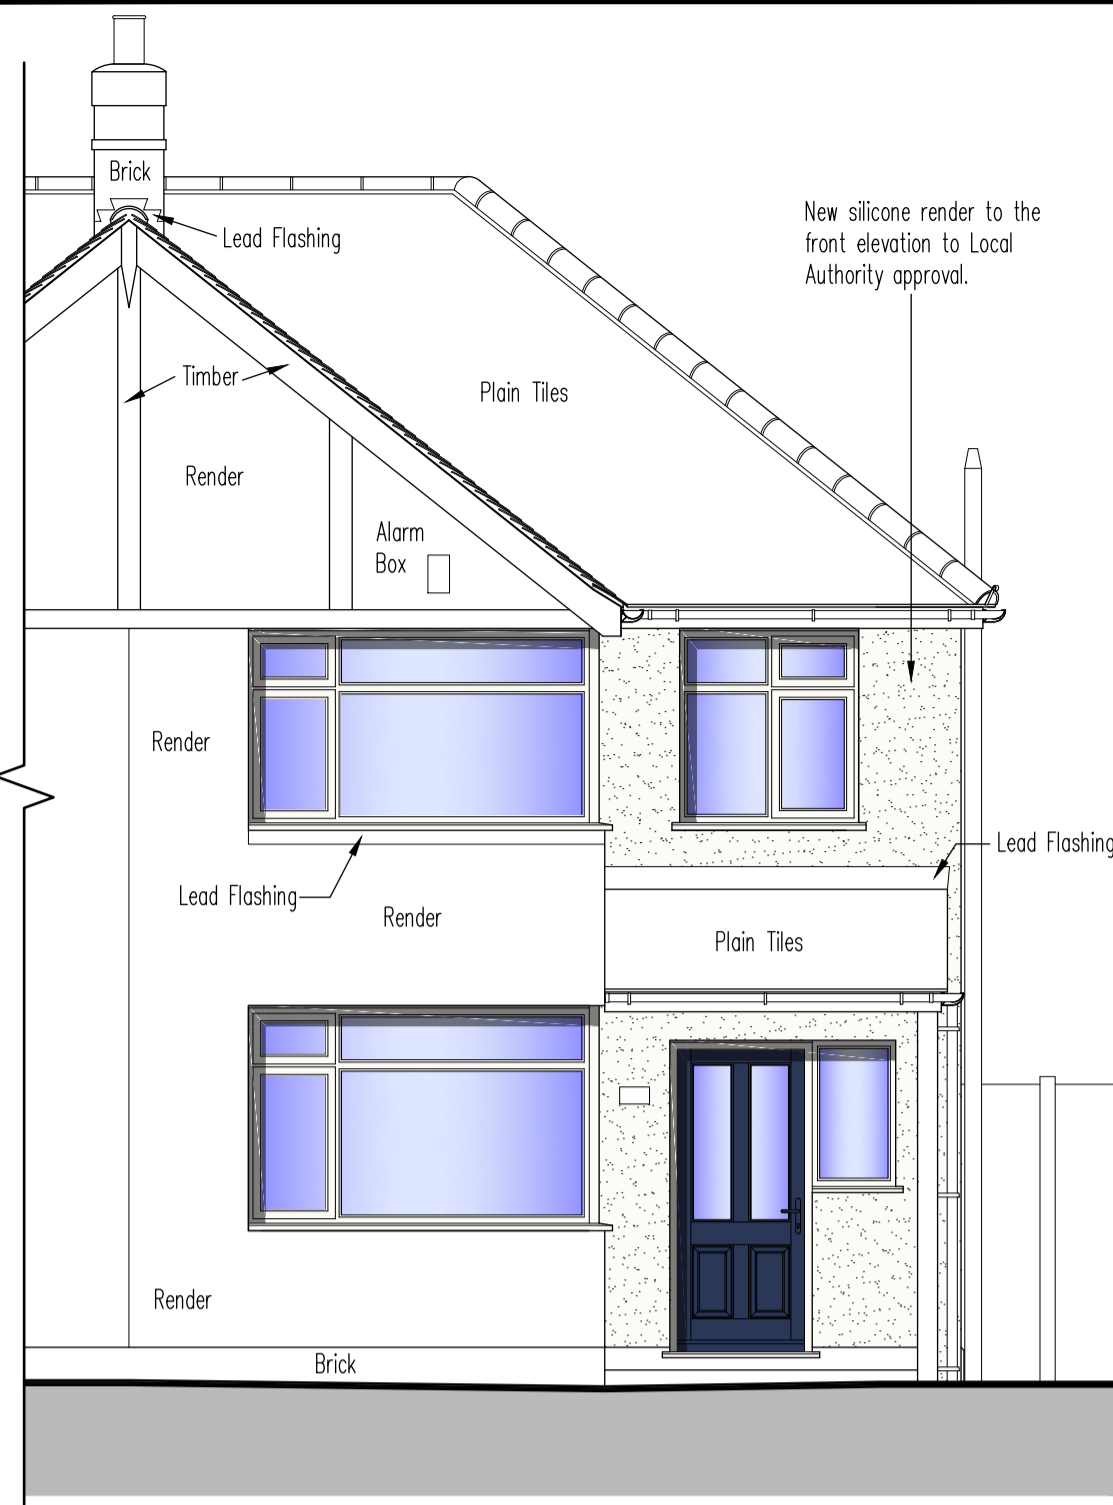 Brick
Lead Flashing
New silicone render to the
front elevation to Local
Authority approval.
Timber
Plain Tiles
Render
Alarm
Box
Render
Lead Flashing
Lead Flashing
Render
Plain Tiles
Render
Brick